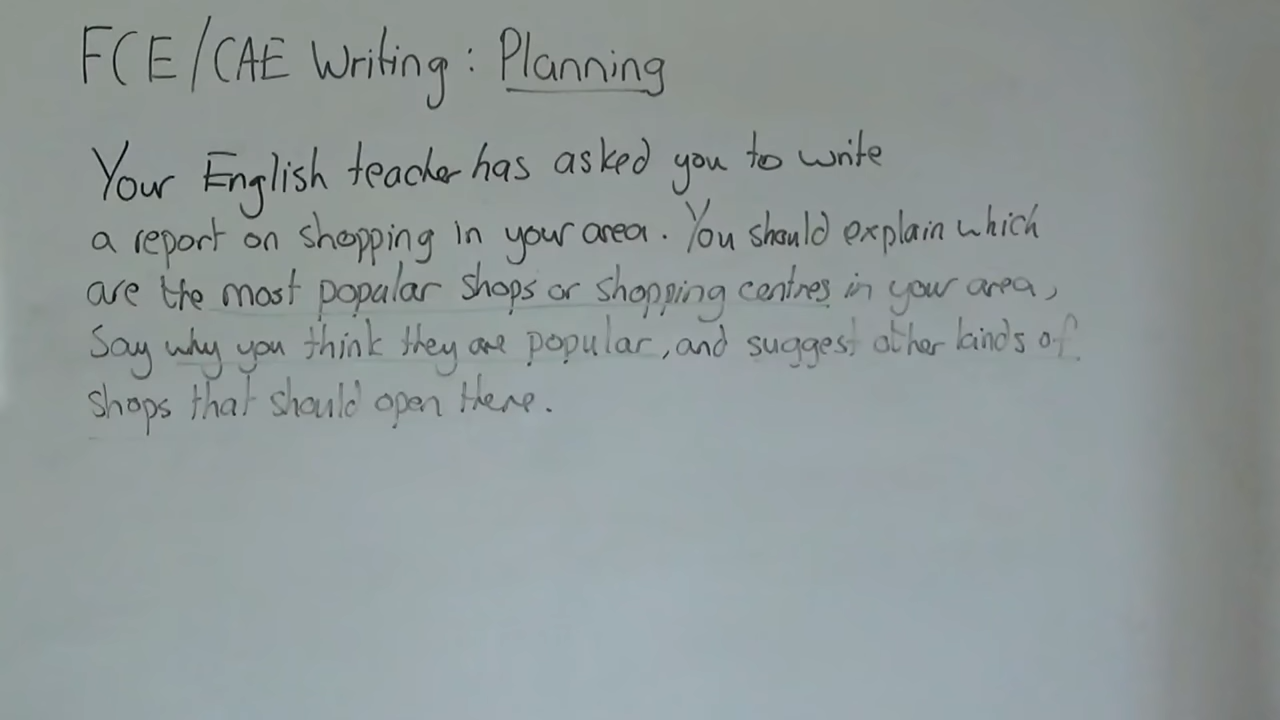 FCE/CAE Writing: Planning
Your English teacher has asked you to write
a report on shopping in your area. You should explain which
are the most popular shops or shopping centres in your area,
Say why you think they are popular, and suggest other kinds of
shops that should open there.